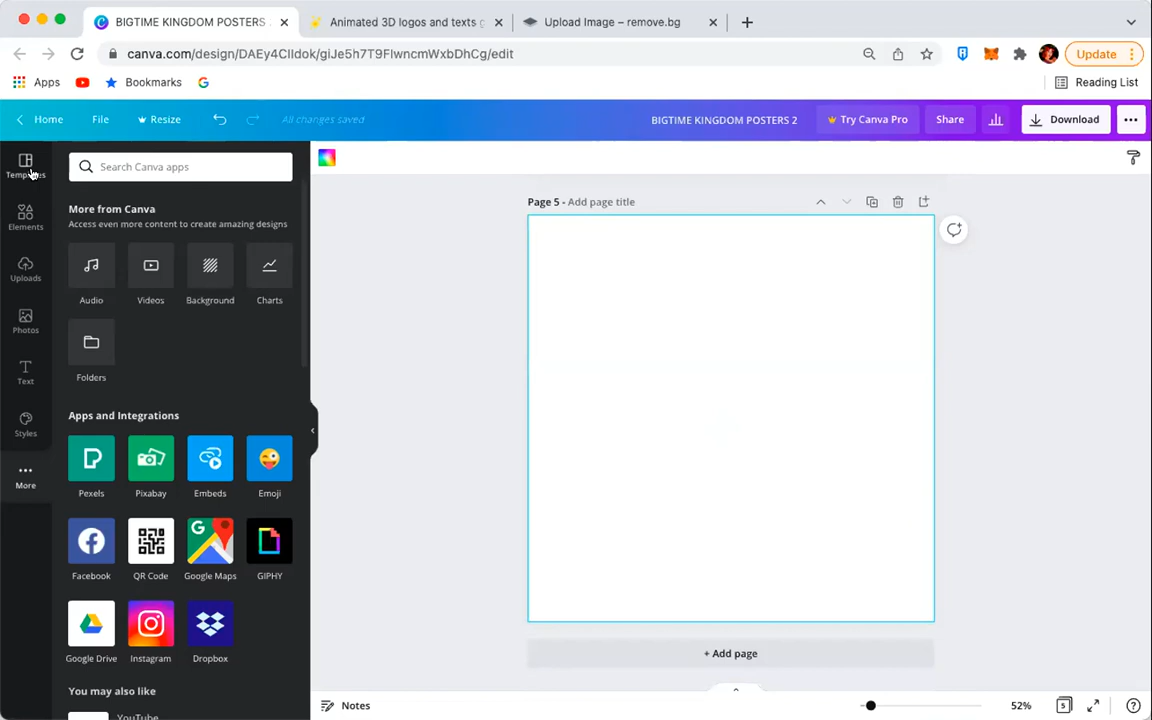 BIGTIME KINGDOM POSTERS
Animated 3D logos and texts
Upload Image – remove.bg
canva.com/design/DAEy4ClIdok/giJe5h7T9FlwncmWxbDhCg/edit
Update
Apps
Bookmarks
Reading List
Home
File
Resize
All changes saved
BIGTIME KINGDOM POSTERS 2
Try Canva Pro
Share
Download
Templates
Elements
Uploads
Photos
Text
Styles
More
Search Canva apps
More from Canva
Access even more content to create amazing designs
Audio
Videos
Background
Charts
Folders
Apps and Integrations
Pexels
Pixabay
Embeds
Emoji
Facebook
QR Code
Google Maps
GIPHY
Google Drive
Instagram
Dropbox
You may also like
YouTube
Page 5 - Add page title
+ Add page
Notes
52%
5